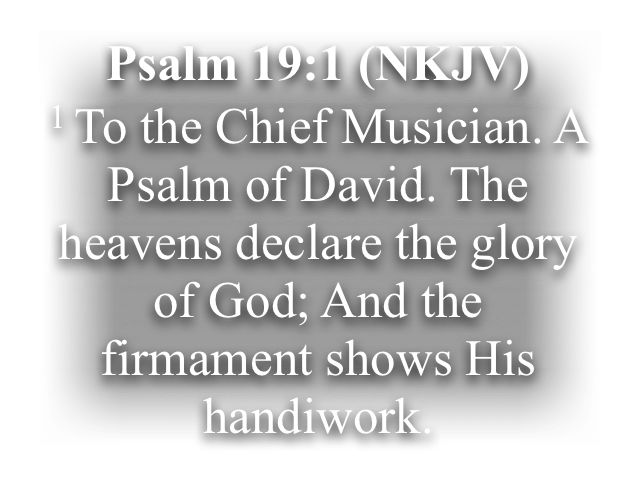 Psalm 19:1 (NKJV)
1 To the Chief Musician. A
Psalm of David. The
heavens declare the glory
of God; And the
firmament shows His
handiwork.